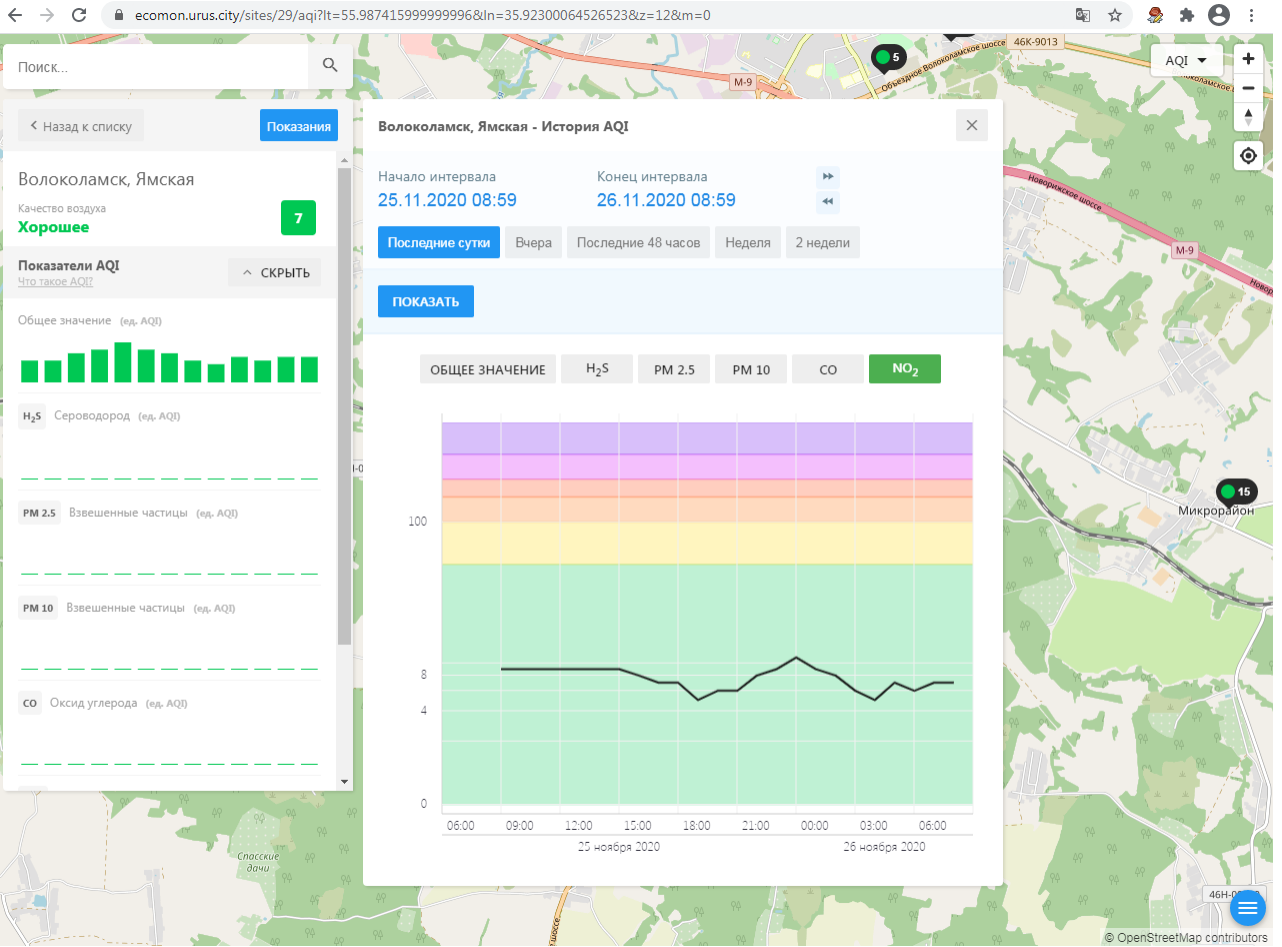 ecomon.urus.city/sites/29/aqi?lt=55.987415999999996&ln=35.92300064526523&z=12&m=0
Поиск...
М-9
5
Объездное Волоколамское шоссе
46К-9013
AQI
Назад к списку
Показания
Волоколамск, Ямская
Качество воздуха
Хорошее
7
Показатели AQI
Что такое AQI?
СКРЫТЬ
Общее значение (ед. AQI)
H2S Сероводород (ед. AQI)
PM 2.5 Взвешенные частицы (ед. AQI)
PM 10 Взвешенные частицы (ед. AQI)
CO Оксид углерода (ед. AQI)
Волоколамск, Ямская - История AQI
Начало интервала
25.11.2020 08:59
Конец интервала
26.11.2020 08:59
Последние сутки
Вчера
Последние 48 часов
Неделя
2 недели
ПОКАЗАТЬ
ОБЩЕЕ ЗНАЧЕНИЕ
H2S
PM 2.5
PM 10
CO
NO2
100
8
4
0
06:00 09:00 12:00 15:00 18:00 21:00 00:00 03:00 06:00
25 ноября 2020 26 ноября 2020
Новорижское шоссе
М-9
15
Микрорайон
Спасские
дачи
© OpenStreetMap contributors